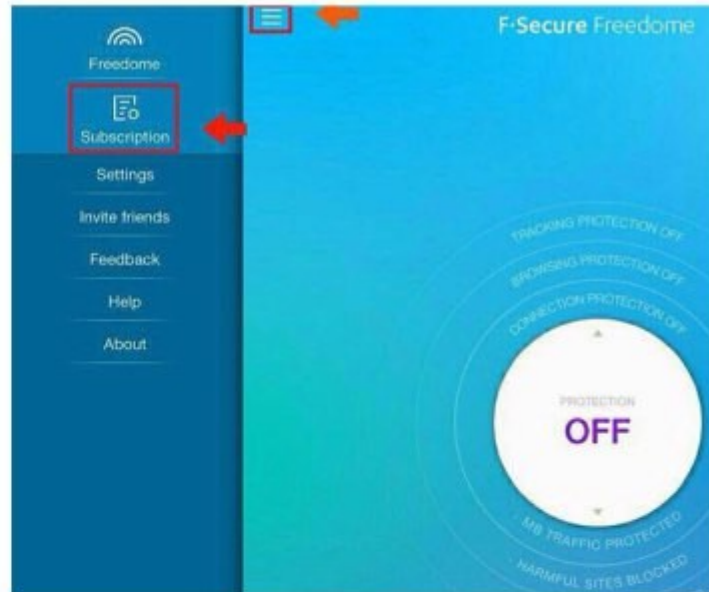 F-Secure Freedome
Freedome
Subscription
Settings
Invite friends
Feedback
Help
About
TRACKING PROTECTION OFF
BROWSING PROTECTION OFF
CONNECTION PROTECTION OFF
PROTECTION
OFF
MB TRAFFIC PROTECTED
HARMFUL SITES BLOCKED